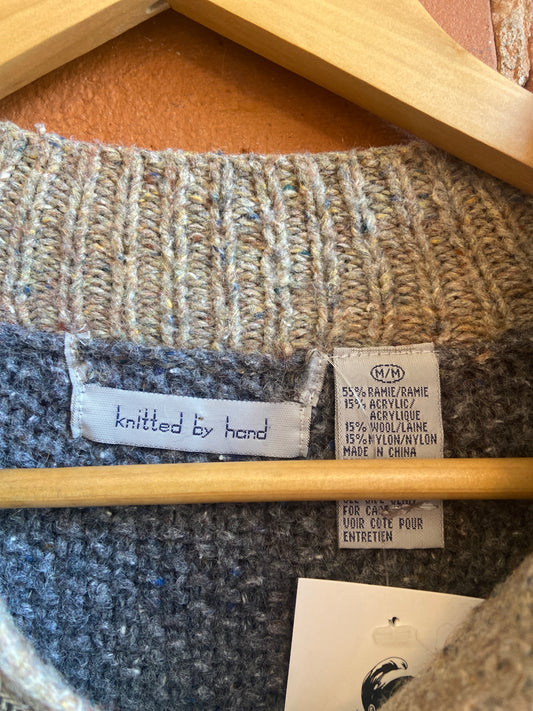 knitted by hand
M/M
55% RAMIE/RAMIE
15% ACRYLIC/
ACRYLIQUE
15% WOOL/LAINE
15% NYLON/NYLON
MADE IN CHINA
FOR
VOIR COTE POUR
ENTRETIEN